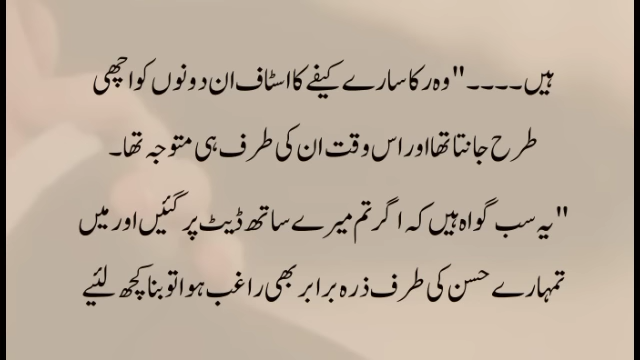 ہیں۔۔۔۔"وہ رکا سارے کیفے کا اسٹاف ان دونوں کو اچھی
طرح جانتا تھا اور اس وقت ان کی طرف ہی متوجہ تھا۔
"یہ سب گواہ ہیں کہ اگر تم میرے ساتھ ڈیٹ پر گئیں اور میں
تمہارے حسن کی طرف ذرہ برابر بھی راغب ہوا تو بنا کچھ لئیے